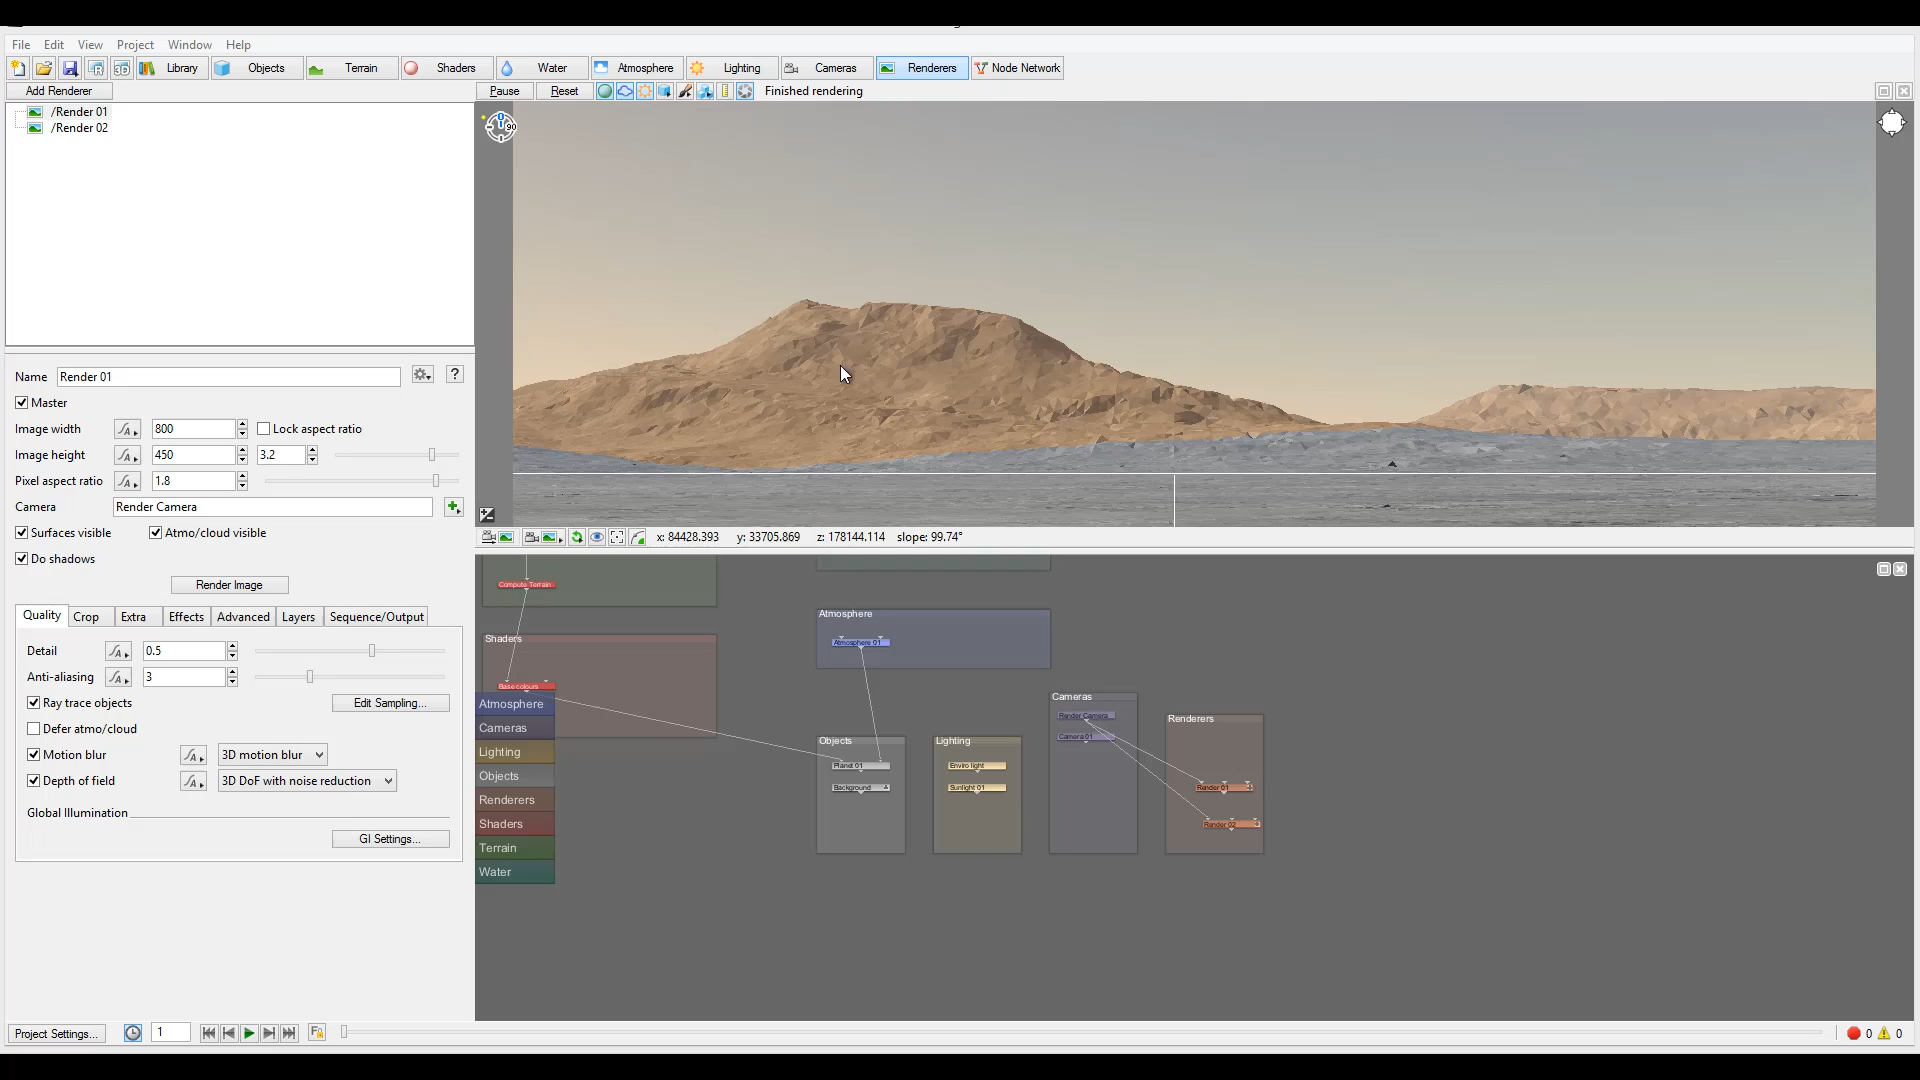 File Edit View Project Window Help
Library Objects Terrain Shaders Water Atmosphere Lighting Cameras Renderers Node Network
Add Renderer
Pause Reset Finished rendering
/Render 01
/Render 02
90
Name Render 01 ?
Master
Image width 800 Lock aspect ratio
Image height 450 3.2
Pixel aspect ratio 1.8
Camera Render Camera
Surfaces visible Atmo/cloud visible
Do shadows
Render Image
Quality Crop Extra Effects Advanced Layers Sequence/Output
Detail 0.5
Anti-aliasing 3
Ray trace objects Edit Sampling...
Defer atmo/cloud
Motion blur 3D motion blur
Depth of field 3D DoF with noise reduction
Global Illumination
GI Settings...
x: 84428.393 y: 33705.869 z: 178144.114 slope: 99.74°
Compute Terrain
Shaders
Base colours
Atmosphere
Atmosphere 01
Atmosphere
Cameras
Lighting
Objects
Renderers
Shaders
Terrain
Water
Objects
Planet 01
Background
Lighting
Enviro light
Sunlight 01
Cameras
Render Camera
Camera 01
Renderers
Render 01
Render 02
Project Settings... 1 0 0